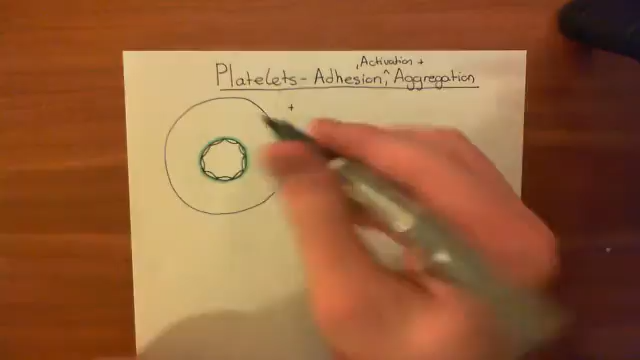 , Activation +
Platelets - Adhesion, ^ Aggregation
+